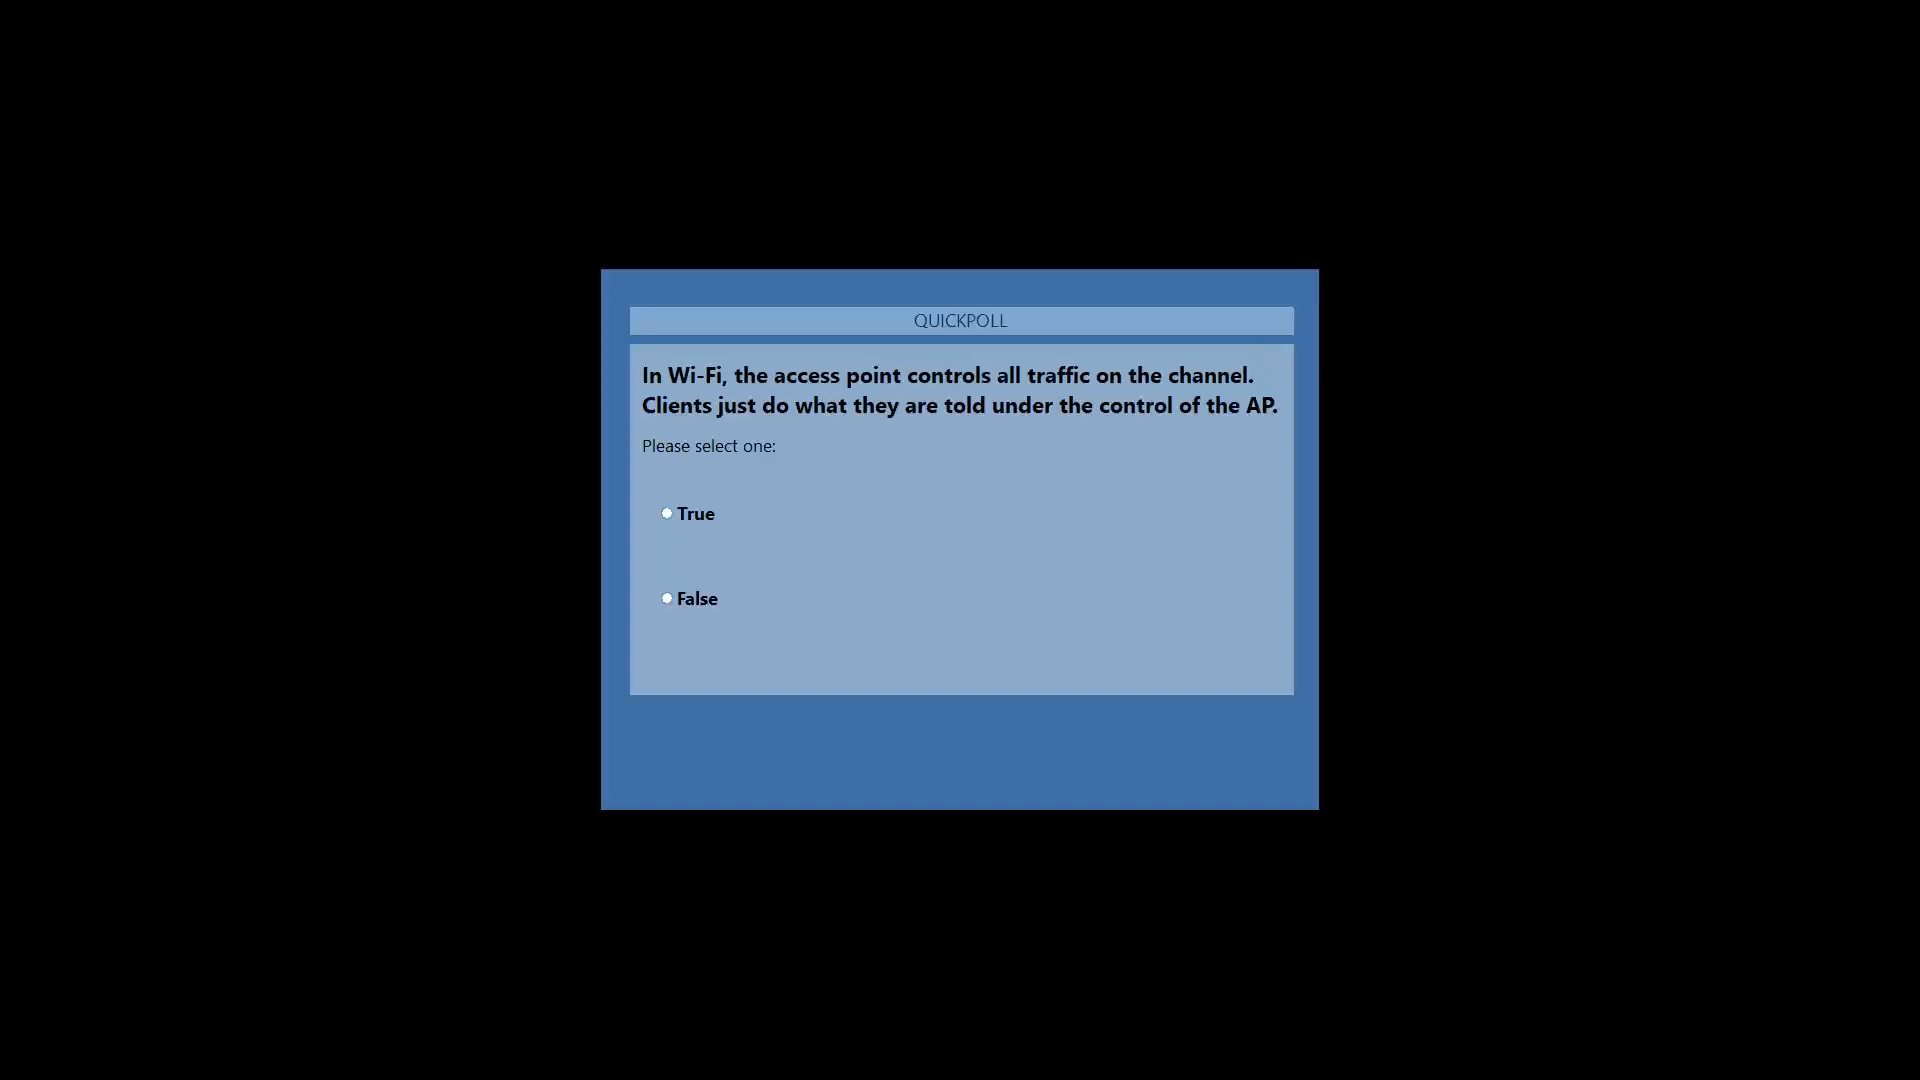 QUICKPOLL
In Wi-Fi, the access point controls all traffic on the channel.
Clients just do what they are told under the control of the AP.
Please select one:
True
False